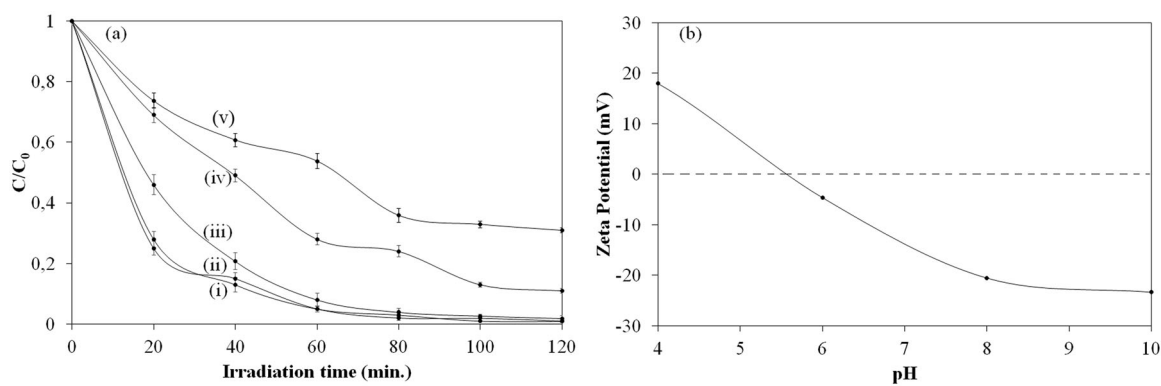 (a)
1
0,8
0,6
0,4
0,2
0
C/C0
(v)
(iv)
(iii)
(ii)
(i)
0 20 40 60 80 100 120
Irradiation time (min.)
(b)
30
20
10
0
-10
-20
-30
Zeta Potential (mV)
4 5 6 7 8 9 10
pH